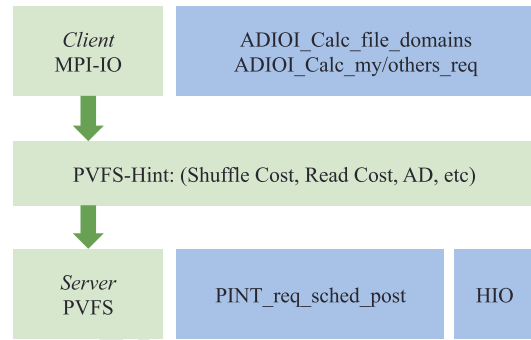 Client
MPI-IO
ADIOI_Calc_file_domains
ADIOI_Calc_my/others_req
PVFS-Hint: (Shuffle Cost, Read Cost, AD, etc)
Server
PVFS
PINT_req_sched_post
HIO